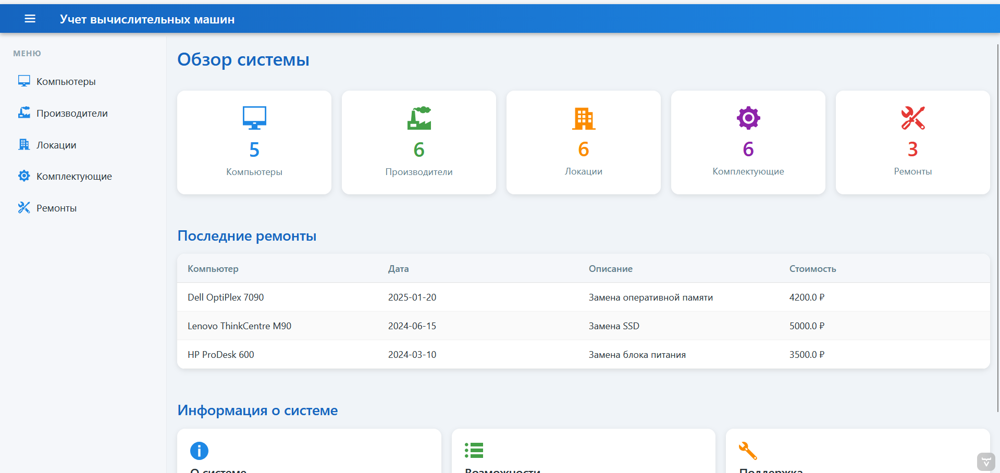 Учет вычислительных машин
МЕНЮ
Компьютеры
Производители
Локации
Комплектующие
Ремонты
Обзор системы
5
Компьютеры
6
Производители
6
Локации
6
Комплектующие
3
Ремонты
Последние ремонты
Компьютер Дата Описание Стоимость
Dell OptiPlex 7090 2025-01-20 Замена оперативной памяти 4200.0 ₽
Lenovo ThinkCentre M90 2024-06-15 Замена SSD 5000.0 ₽
HP ProDesk 600 2024-03-10 Замена блока питания 3500.0 ₽
Информация о системе
О системе
Возможности
Поддержка